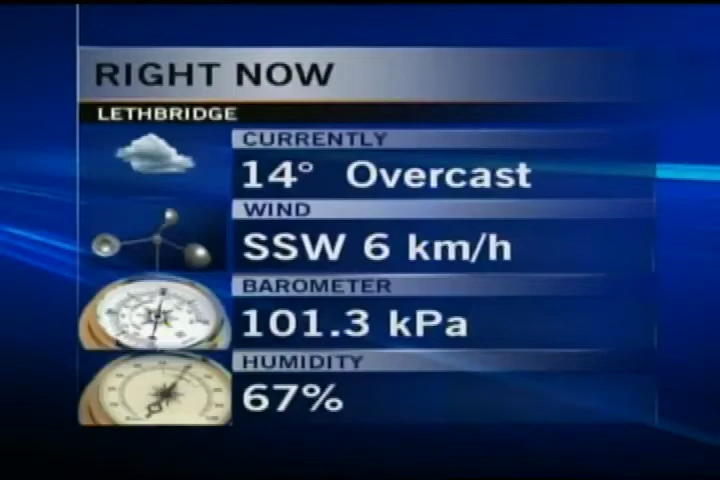 RIGHT NOW
LETHBRIDGE
CURRENTLY
14° Overcast
WIND
SSW 6 km/h
BAROMETER
101.3 kPa
HUMIDITY
67%